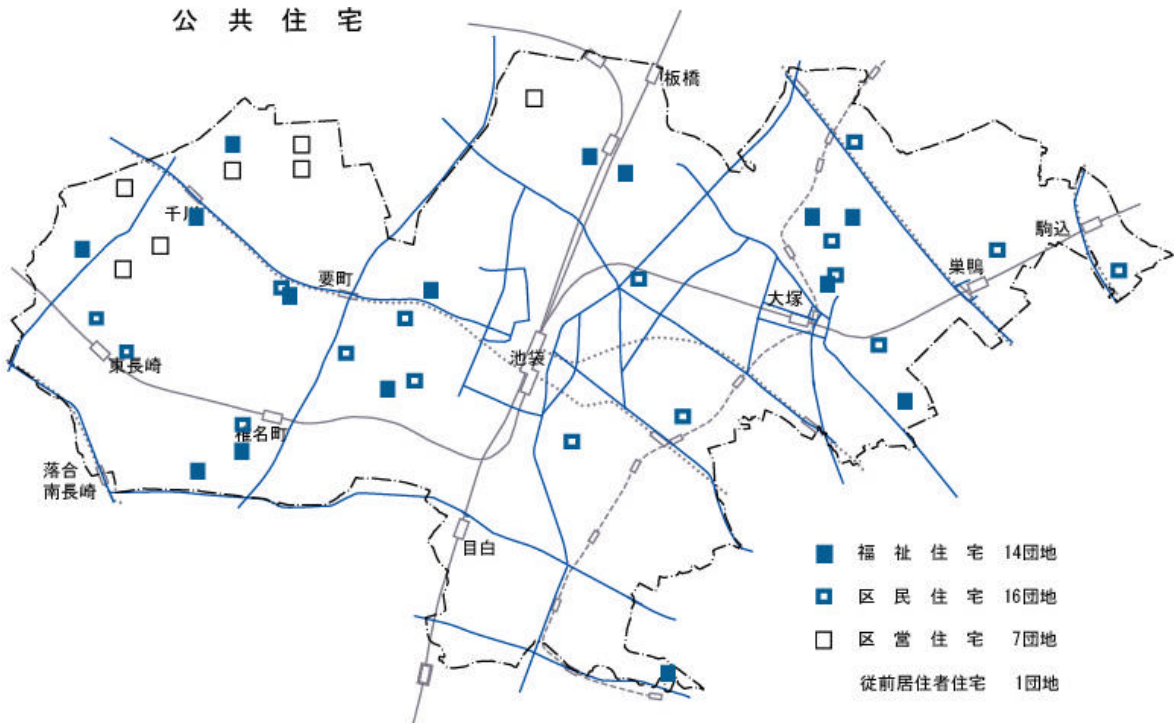 公共住宅
板橋
千川
要町
駒込
巣鴨
大塚
池袋
東長崎
椎名町
落合
南長崎
目白
福祉住宅 14団地
区民住宅 16団地
区営住宅 7団地
従前居住者住宅 1団地